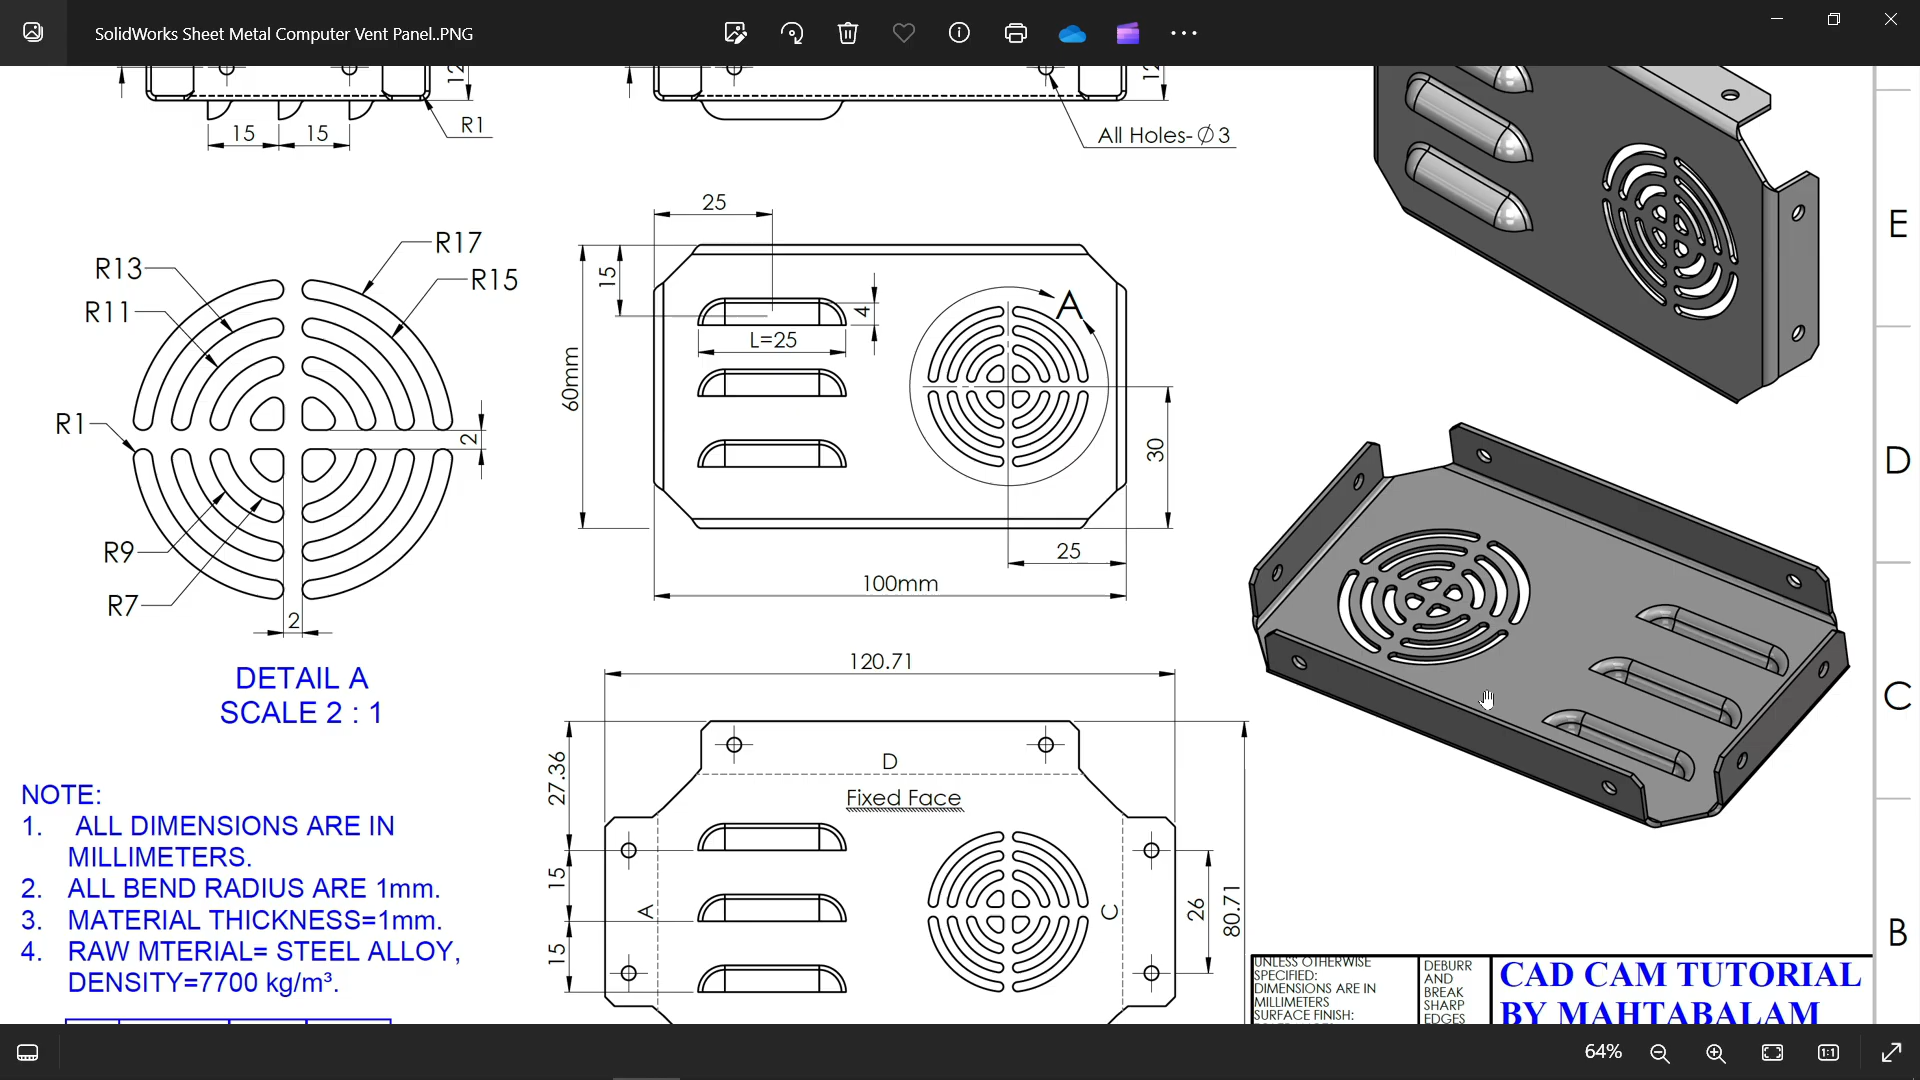 SolidWorks Sheet Metal Computer Vent Panel..PNG
12
12
15
15
R1
All Holes-∅3
E
25
R17
R13
R15
15
R11
A
4
L=25
60mm
R1
2
30
D
R9
25
100mm
R7
2
120.71
DETAIL A
SCALE 2 : 1
C
27.36
D
Fixed Face
NOTE:
1. ALL DIMENSIONS ARE IN
MILLIMETERS.
2. ALL BEND RADIUS ARE 1mm.
3. MATERIAL THICKNESS=1mm.
4. RAW MTERIAL= STEEL ALLOY,
DENSITY=7700 kg/m³.
15
A
C
26
80.71
B
15
UNLESS OTHERWISE
SPECIFIED:
DIMENSIONS ARE IN
MILLIMETERS
SURFACE FINISH:
DEBURR
AND
BREAK
SHARP
EDGES
CAD CAM TUTORIAL
BY MAHTABALAM
64%
1:1